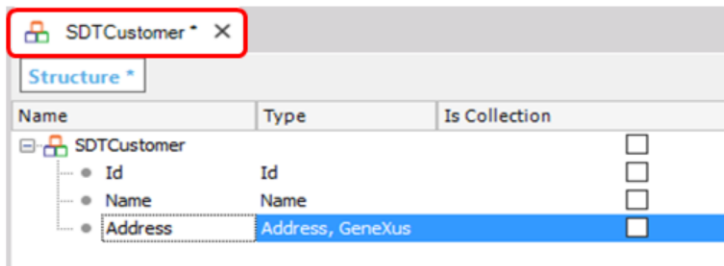 SDTCustomer *
Structure *
Name Type Is Collection
SDTCustomer
Id Id
Name Name
Address Address, GeneXus